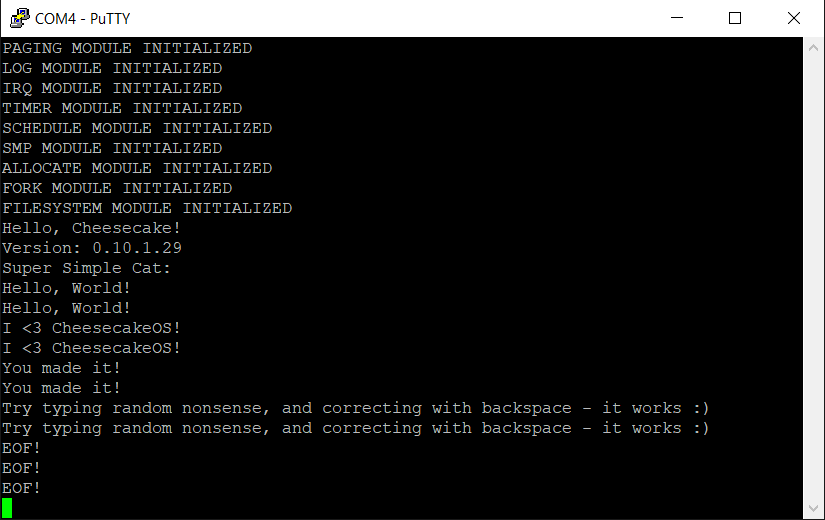 COM4 - PuTTY
PAGING MODULE INITIALIZED
LOG MODULE INITIALIZED
IRQ MODULE INITIALIZED
TIMER MODULE INITIALIZED
SCHEDULE MODULE INITIALIZED
SMP MODULE INITIALIZED
ALLOCATE MODULE INITIALIZED
FORK MODULE INITIALIZED
FILESYSTEM MODULE INITIALIZED
Hello, Cheesecake!
Version: 0.10.1.29
Super Simple Cat:
Hello, World!
Hello, World!
I <3 CheesecakeOS!
I <3 CheesecakeOS!
You made it!
You made it!
Try typing random nonsense, and correcting with backspace - it works :)
Try typing random nonsense, and correcting with backspace - it works :)
EOF!
EOF!
EOF!